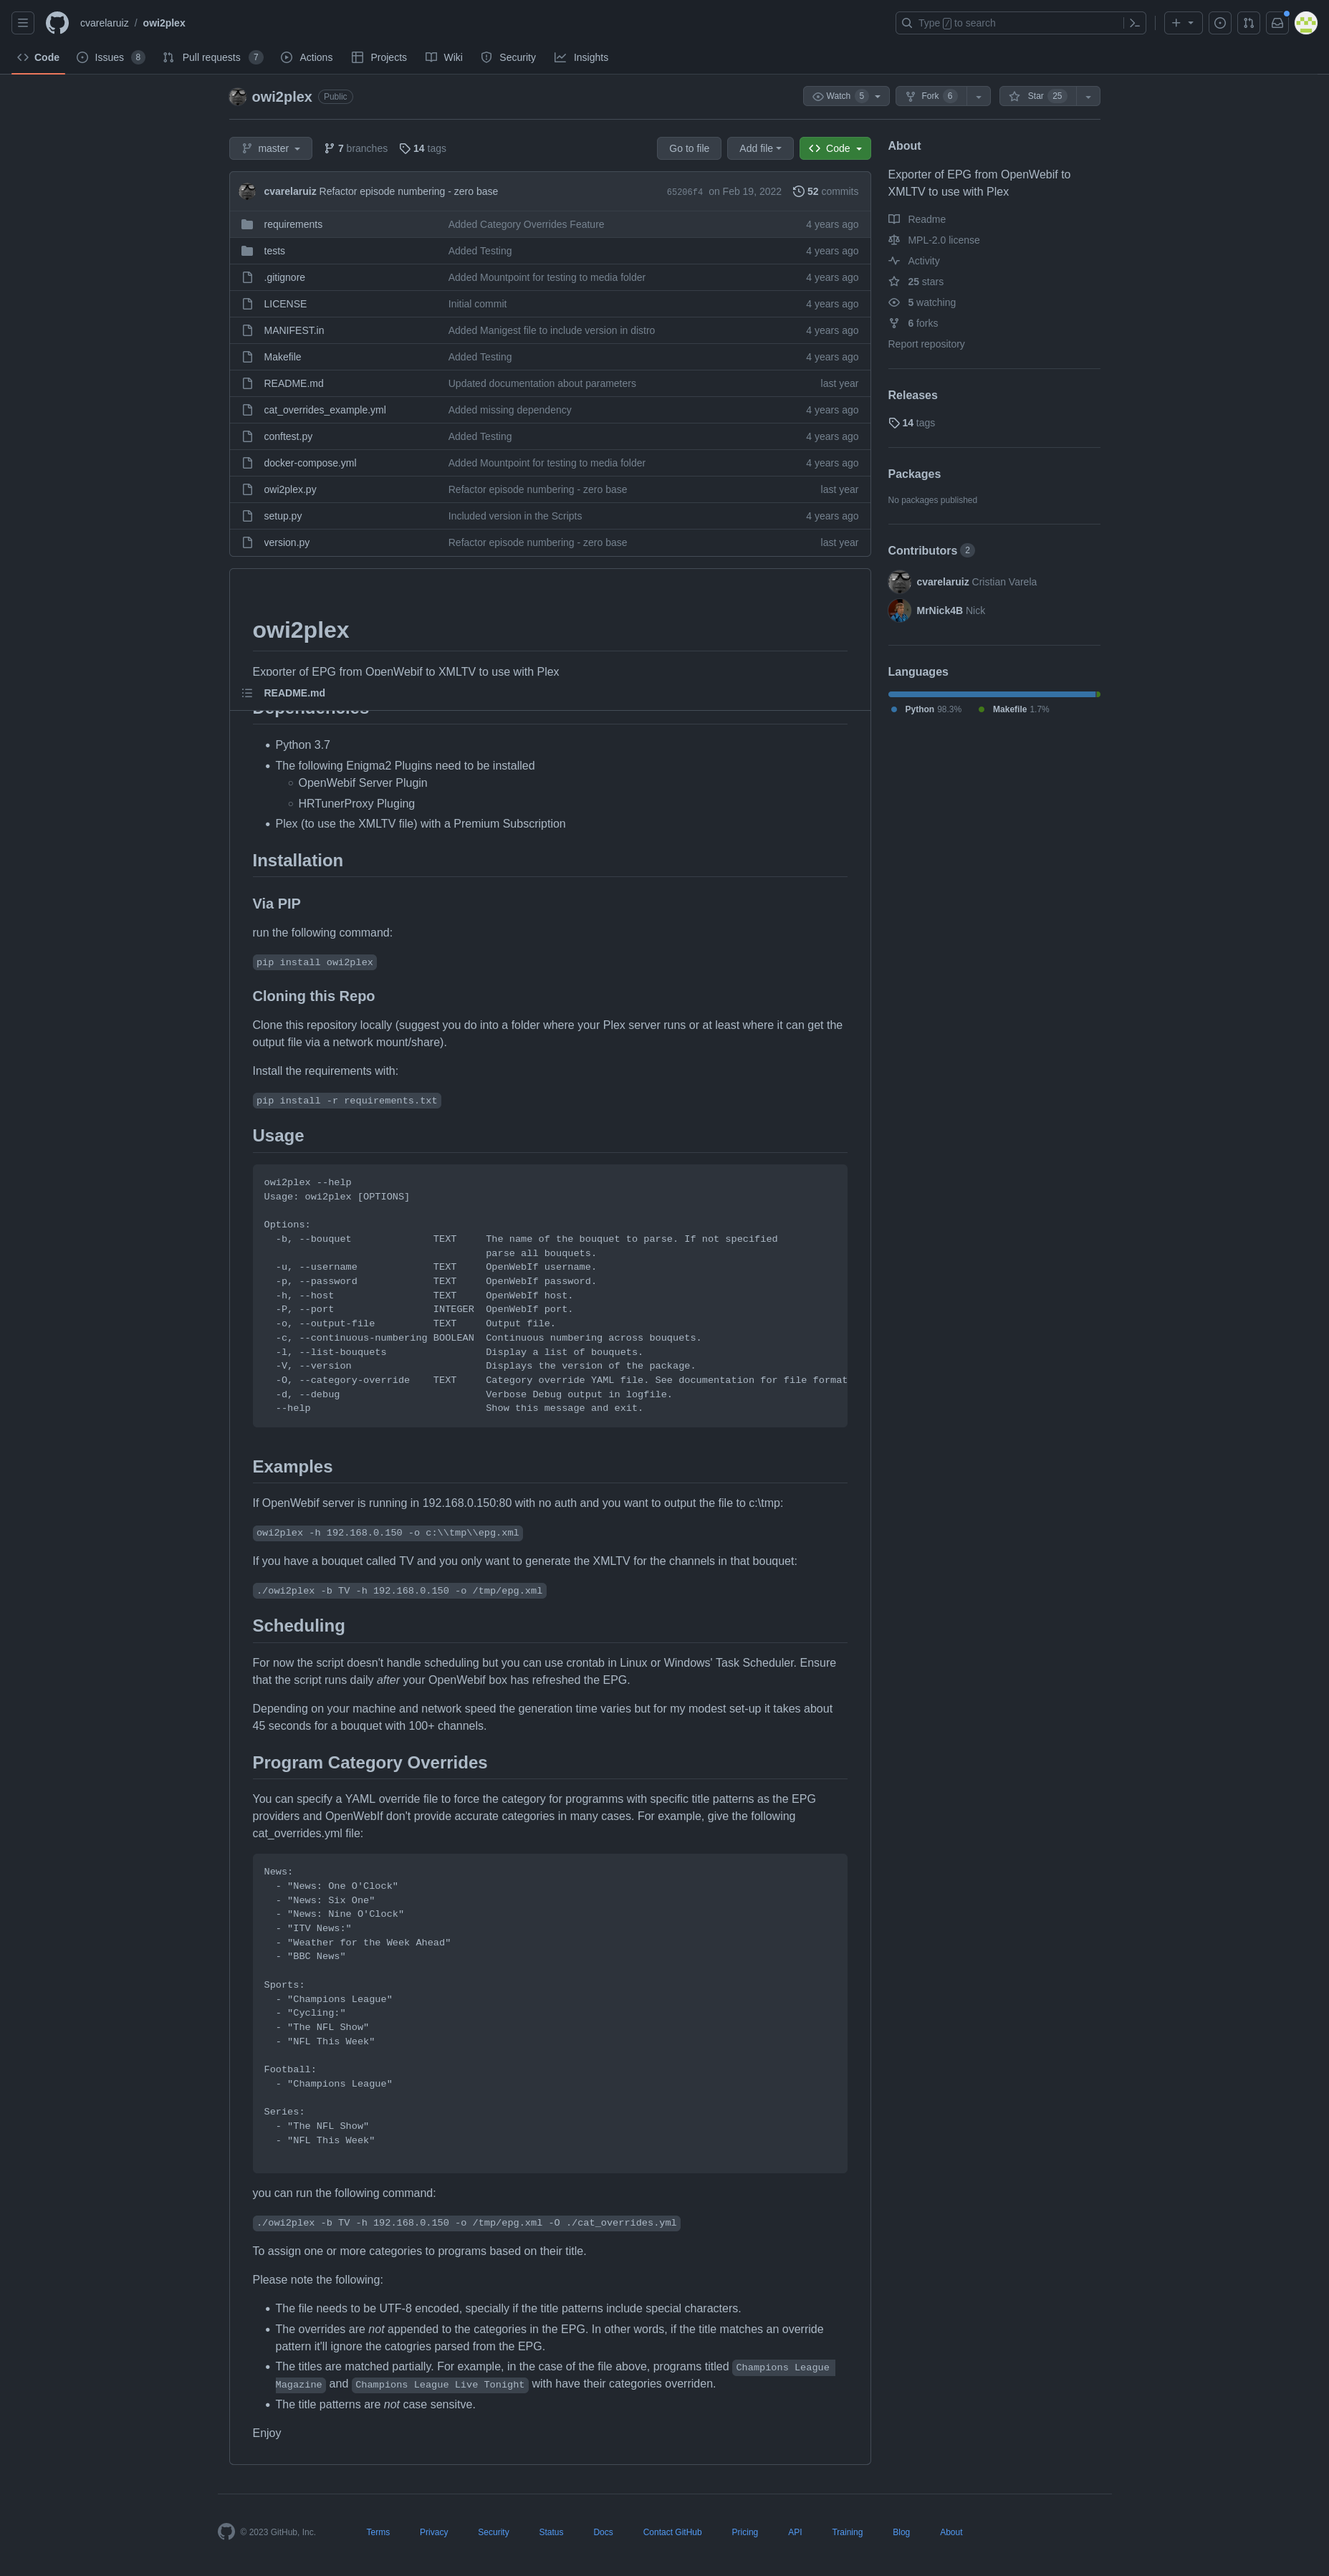 cvarelaruiz / owi2plex
Type / to search
Code Issues 8 Pull requests 7 Actions Projects Wiki Security Insights
owi2plex Public
Watch 5 Fork 6 Star 25
master 7 branches 14 tags
Go to file Add file Code
cvarelaruiz Refactor episode numbering - zero base 65206f4 on Feb 19, 2022 52 commits
requirements Added Category Overrides Feature 4 years ago
tests Added Testing 4 years ago
.gitignore Added Mountpoint for testing to media folder 4 years ago
LICENSE Initial commit 4 years ago
MANIFEST.in Added Manigest file to include version in distro 4 years ago
Makefile Added Testing 4 years ago
README.md Updated documentation about parameters last year
cat_overrides_example.yml Added missing dependency 4 years ago
conftest.py Added Testing 4 years ago
docker-compose.yml Added Mountpoint for testing to media folder 4 years ago
owi2plex.py Refactor episode numbering - zero base last year
setup.py Included version in the Scripts 4 years ago
version.py Refactor episode numbering - zero base last year
owi2plex
Exporter of EPG from OpenWebif to XMLTV to use with Plex
README.md
Dependencies
Python 3.7
The following Enigma2 Plugins need to be installed
OpenWebif Server Plugin
HRTunerProxy Pluging
Plex (to use the XMLTV file) with a Premium Subscription
Installation
Via PIP
run the following command:
pip install owi2plex
Cloning this Repo
Clone this repository locally (suggest you do into a folder where your Plex server runs or at least where it can get the
output file via a network mount/share).
Install the requirements with:
pip install -r requirements.txt
Usage
owi2plex --help
Usage: owi2plex [OPTIONS]
Options:
-b, --bouquet TEXT The name of the bouquet to parse. If not specified
parse all bouquets.
-u, --username TEXT OpenWebIf username.
-p, --password TEXT OpenWebIf password.
-h, --host TEXT OpenWebIf host.
-P, --port INTEGER OpenWebIf port.
-o, --output-file TEXT Output file.
-c, --continuous-numbering BOOLEAN Continuous numbering across bouquets.
-l, --list-bouquets Display a list of bouquets.
-V, --version Displays the version of the package.
-O, --category-override TEXT Category override YAML file. See documentation for file format
-d, --debug Verbose Debug output in logfile.
--help Show this message and exit.
Examples
If OpenWebif server is running in 192.168.0.150:80 with no auth and you want to output the file to c:\tmp:
owi2plex -h 192.168.0.150 -o c:\\tmp\\epg.xml
If you have a bouquet called TV and you only want to generate the XMLTV for the channels in that bouquet:
./owi2plex -b TV -h 192.168.0.150 -o /tmp/epg.xml
Scheduling
For now the script doesn't handle scheduling but you can use crontab in Linux or Windows' Task Scheduler. Ensure
that the script runs daily after your OpenWebif box has refreshed the EPG.
Depending on your machine and network speed the generation time varies but for my modest set-up it takes about
45 seconds for a bouquet with 100+ channels.
Program Category Overrides
You can specify a YAML override file to force the category for programms with specific title patterns as the EPG
providers and OpenWebIf don't provide accurate categories in many cases. For example, give the following
cat_overrides.yml file:
News:
- "News: One O'Clock"
- "News: Six One"
- "News: Nine O'Clock"
- "ITV News:"
- "Weather for the Week Ahead"
- "BBC News"
Sports:
- "Champions League"
- "Cycling:"
- "The NFL Show"
- "NFL This Week"
Football:
- "Champions League"
Series:
- "The NFL Show"
- "NFL This Week"
you can run the following command:
./owi2plex -b TV -h 192.168.0.150 -o /tmp/epg.xml -O ./cat_overrides.yml
To assign one or more categories to programs based on their title.
Please note the following:
The file needs to be UTF-8 encoded, specially if the title patterns include special characters.
The overrides are not appended to the categories in the EPG. In other words, if the title matches an override
pattern it'll ignore the catogries parsed from the EPG.
The titles are matched partially. For example, in the case of the file above, programs titled Champions League
Magazine and Champions League Live Tonight with have their categories overriden.
The title patterns are not case sensitve.
Enjoy
About
Exporter of EPG from OpenWebif to
XMLTV to use with Plex
Readme
MPL-2.0 license
Activity
25 stars
5 watching
6 forks
Report repository
Releases
14 tags
Packages
No packages published
Contributors 2
cvarelaruiz Cristian Varela
MrNick4B Nick
Languages
Python 98.3% Makefile 1.7%
© 2023 GitHub, Inc. Terms Privacy Security Status Docs Contact GitHub Pricing API Training Blog About